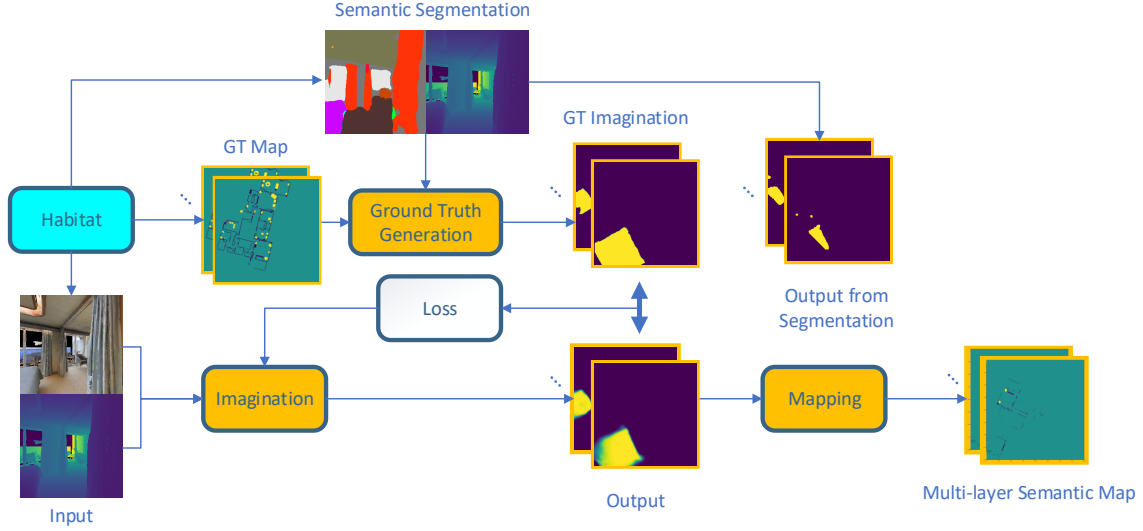 Semantic Segmentation
GT Map
GT Imagination
Habitat
Ground Truth
Generation
Loss
Output from
Segmentation
Imagination
Mapping
Input
Output
Multi-layer Semantic Map